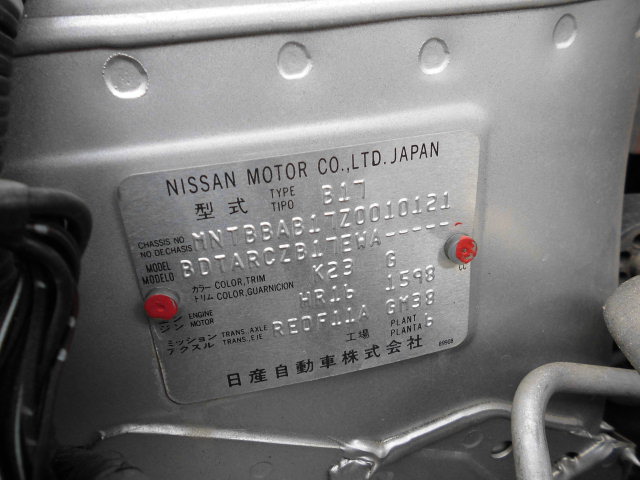 NISSAN MOTOR CO.,LTD. JAPAN
型式 TYPE TIPO B17
CHASSIS NO. NO.DE.CHASIS MNTBBAB17Z0010121
MODEL MODELO BDTARCZB17EWA-----
カラー COLOR,TRIM トリム COLOR,GUARNICION K23 G
ジン ENGINE MOTOR HR16 1598
ミッション アクスル TRANS.,AXLE TRANS.,EJE RE0F11A GM38
工場 PLANT PLANTA 6
日産自動車株式会社